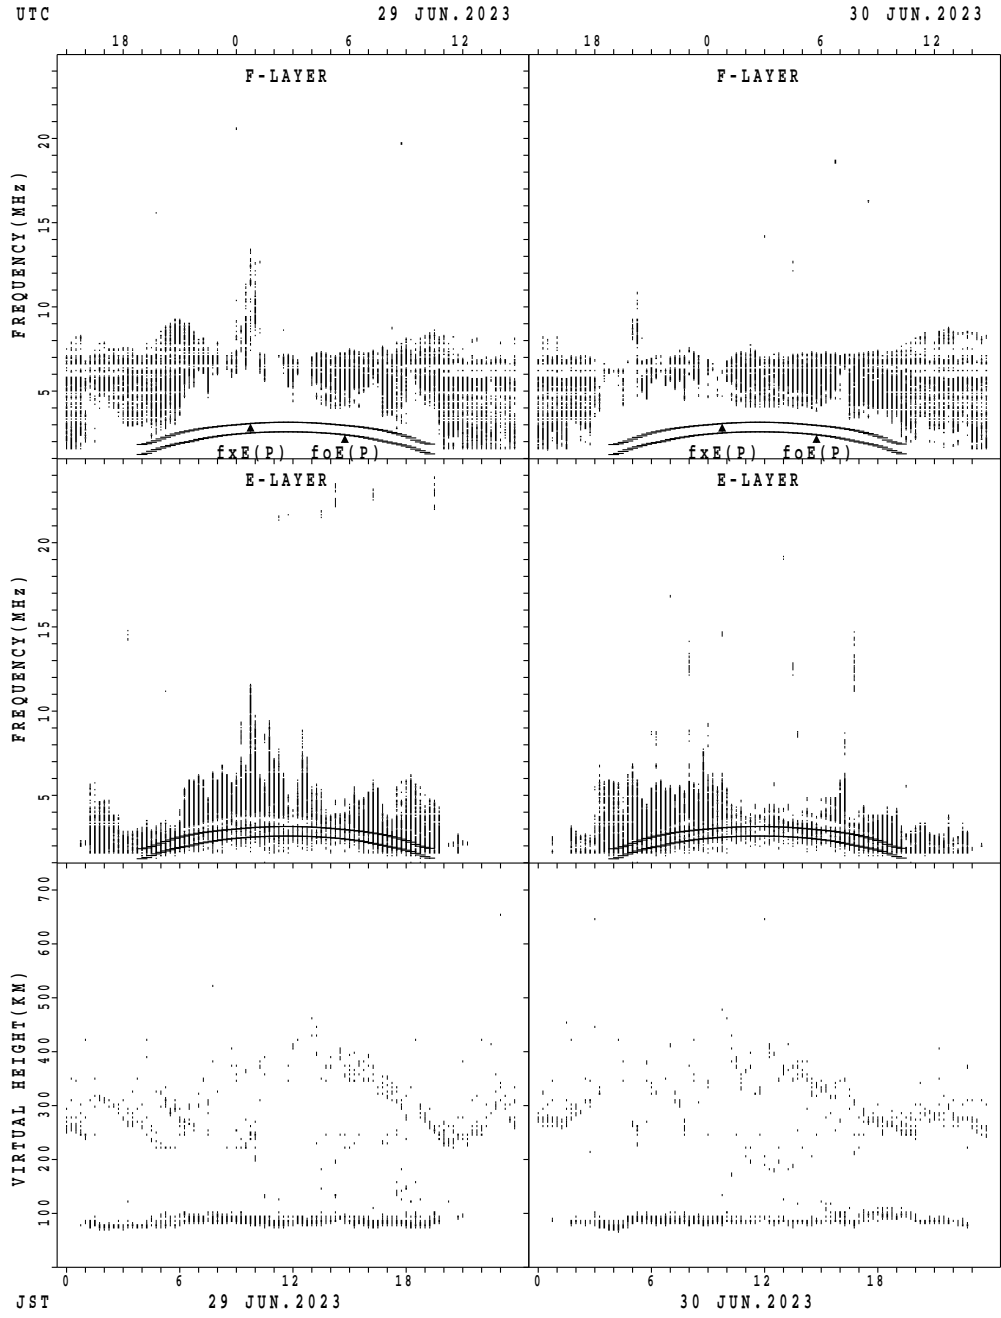 UTC 29 JUN.2023 30 JUN.2023
18 0 6 12 18 0 6 12
F-LAYER F-LAYER
FREQUENCY(MHz)
20
15
10
5
fxE(P) foE(P) fxE(P) foE(P)
E-LAYER E-LAYER
FREQUENCY(MHz)
20
15
10
5
VIRTUAL HEIGHT(KM)
700
600
500
400
300
200
100
0 6 12 18 0 6 12 18
JST 29 JUN.2023 30 JUN.2023